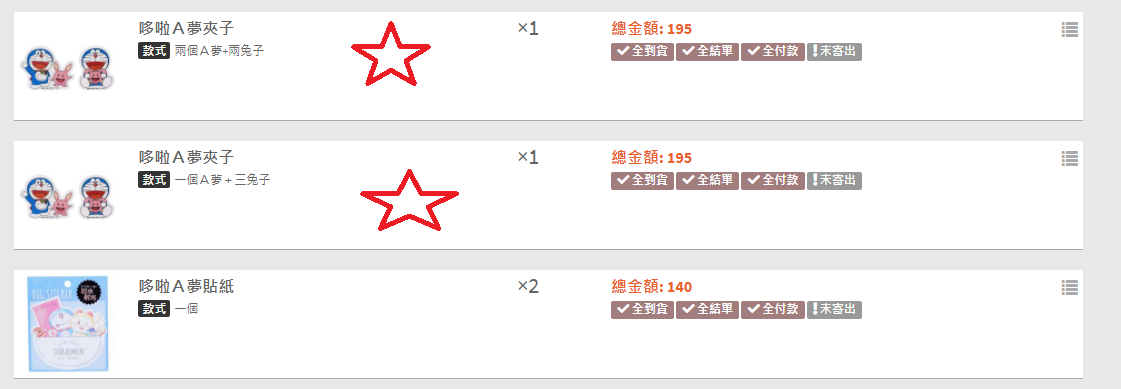 哆啦Ａ夢夾子 ×1 總金額: 195
款式 兩個Ａ夢+兩兔子 全到貨 全結單 全付款 未寄出
哆啦Ａ夢夾子 ×1 總金額: 195
款式 一個Ａ夢 + 三兔子 全到貨 全結單 全付款 未寄出
哆啦Ａ夢貼紙 ×2 總金額: 140
款式 一個 全到貨 全結單 全付款 未寄出
BIG STICKER
DORAEMON